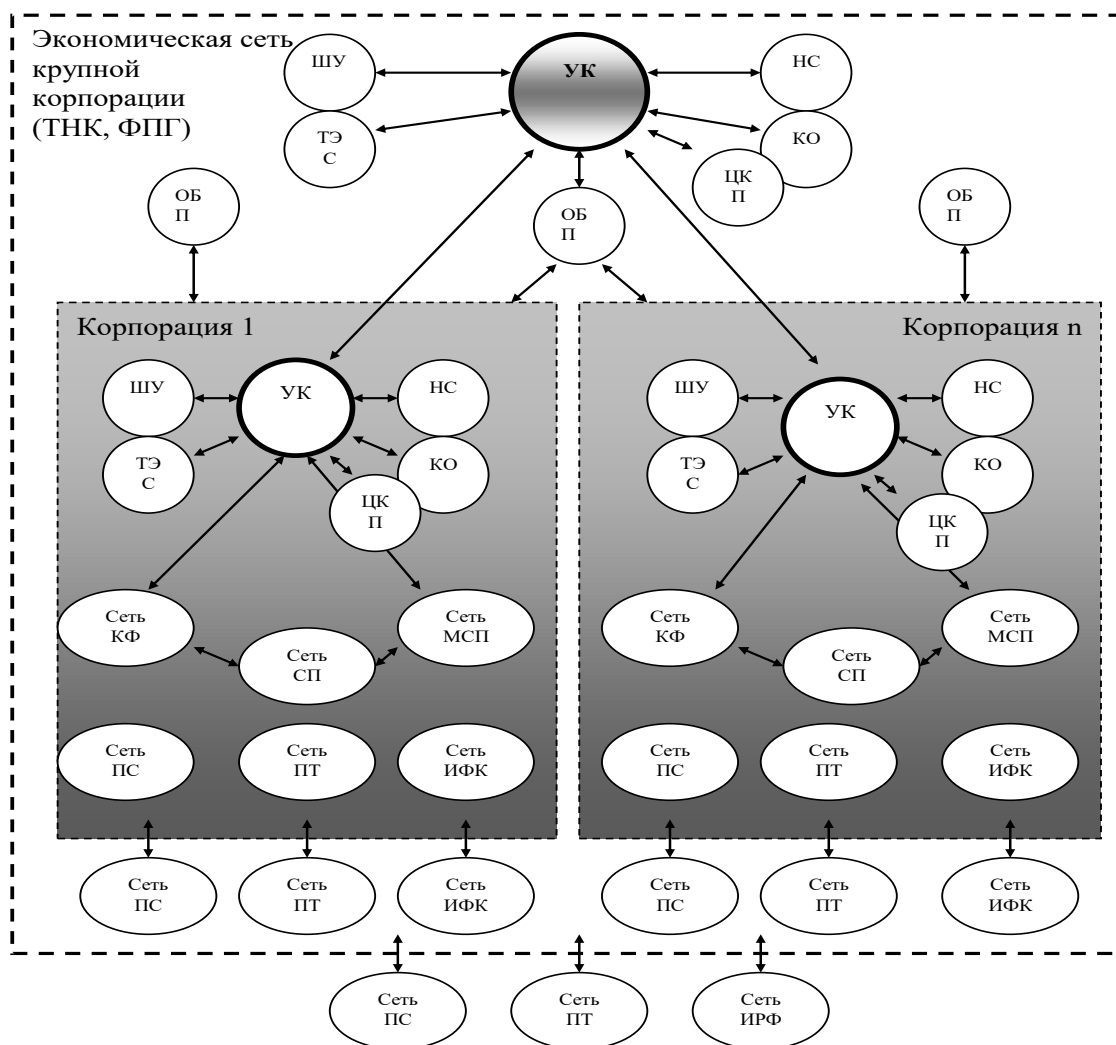 Экономическая сеть
крупной
корпорации
(ТНК, ФПГ)
ШУ
УК
НС
ТЭ
С
КО
ЦК
П
ОБ
П
ОБ
П
ОБ
П
Корпорация 1
Корпорация n
ШУ
УК
НС
ТЭ
С
КО
ЦК
П
ШУ
УК
НС
ТЭ
С
КО
ЦК
П
Сеть
КФ
Сеть
МСП
Сеть
СП
Сеть
КФ
Сеть
МСП
Сеть
СП
Сеть
ПС
Сеть
ПТ
Сеть
ИФК
Сеть
ПС
Сеть
ПТ
Сеть
ИФК
Сеть
ПС
Сеть
ПТ
Сеть
ИФК
Сеть
ПС
Сеть
ПТ
Сеть
ИФК
Сеть
ПС
Сеть
ПТ
Сеть
ИРФ